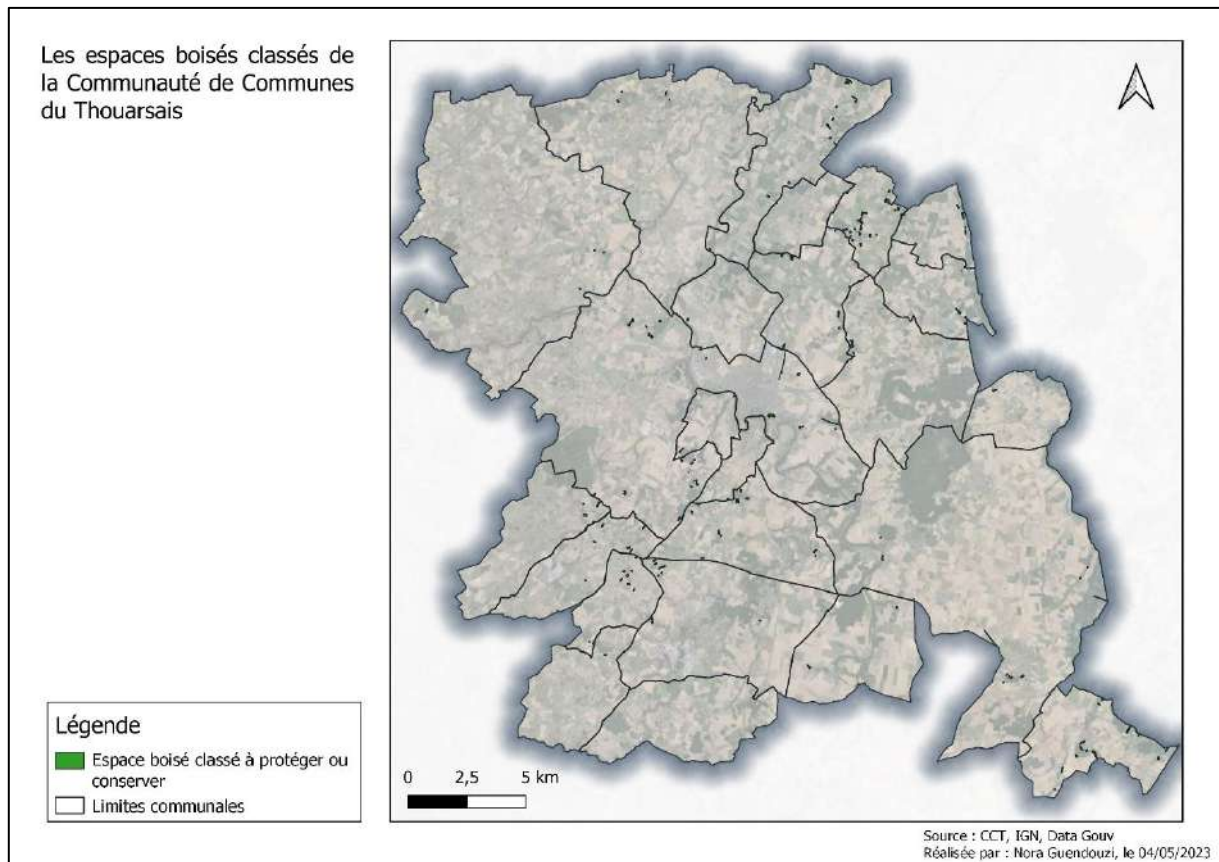 Les espaces boisés classés de
la Communauté de Communes
du Thouarsais
Légende
Espace boisé classé à protéger ou
conserver
Limites communales
0 2,5 5 km
Source : CCT, IGN, Data Gouv
Réalisée par : Nora Guendouzi, le 04/05/2023